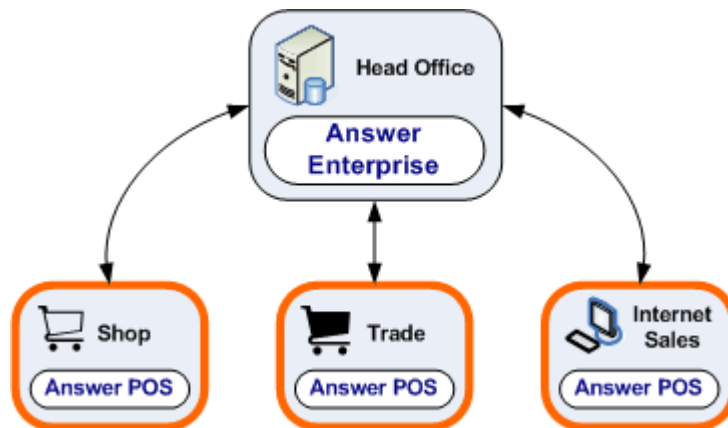 Head Office
Answer
Enterprise
Shop
Answer POS
Trade
Answer POS
Internet
Sales
Answer POS